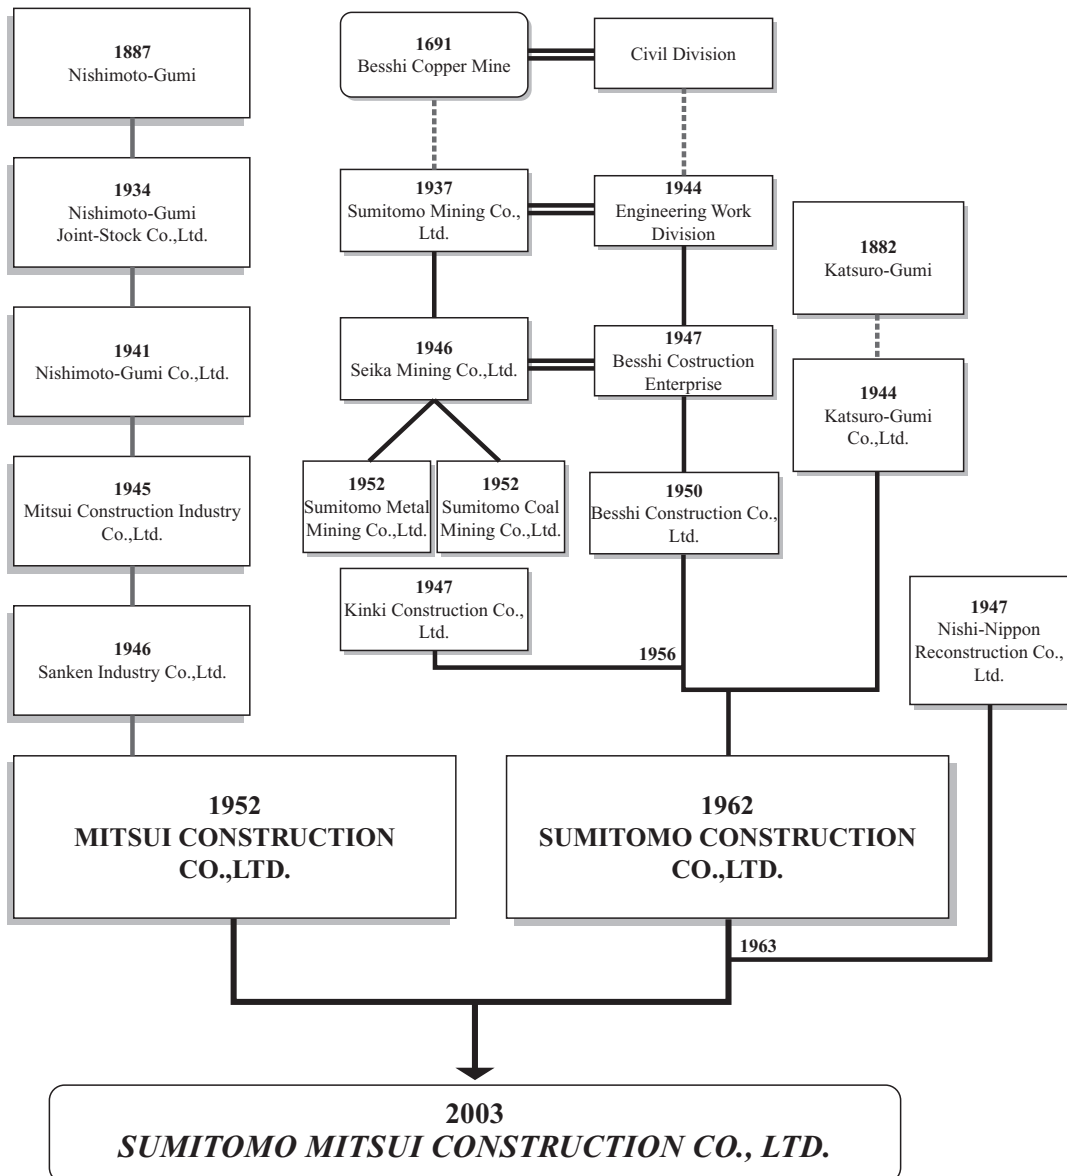 1887
Nishimoto-Gumi
1934
Nishimoto-Gumi
Joint-Stock Co.,Ltd.
1941
Nishimoto-Gumi Co.,Ltd.
1945
Mitsui Construction Industry
Co.,Ltd.
1946
Sanken Industry Co.,Ltd.
1952
MITSUI CONSTRUCTION
CO.,LTD.
1691
Besshi Copper Mine
Civil Division
1937
Sumitomo Mining Co.,
Ltd.
1944
Engineering Work
Division
1882
Katsuro-Gumi
1946
Seika Mining Co.,Ltd.
1947
Besshi Costruction
Enterprise
1944
Katsuro-Gumi
Co.,Ltd.
1952
Sumitomo Metal
Mining Co.,Ltd.
1952
Sumitomo Coal
Mining Co.,Ltd.
1950
Besshi Construction Co.,
Ltd.
1947
Kinki Construction Co.,
Ltd.
1956
1947
Nishi-Nippon
Reconstruction Co.,
Ltd.
1962
SUMITOMO CONSTRUCTION
CO.,LTD.
1963
2003
SUMITOMO MITSUI CONSTRUCTION CO., LTD.